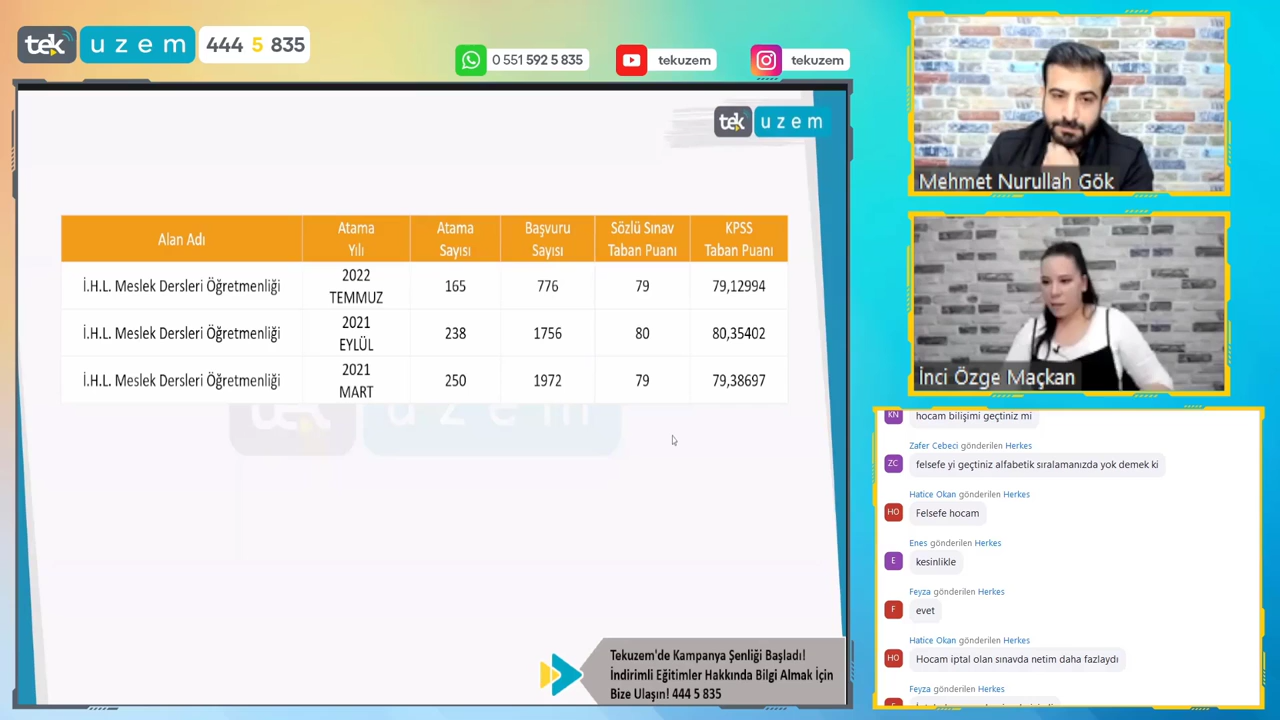 tek uzem 444 5 835
0 551 592 5 835 tekuzem tekuzem
tek uzem
Alan Adı Atama Yılı Atama Sayısı Başvuru Sayısı Sözlü Sınav Taban Puanı KPSS Taban Puanı
İ.H.L. Meslek Dersleri Öğretmenliği 2022 TEMMUZ 165 776 79 79,12994
İ.H.L. Meslek Dersleri Öğretmenliği 2021 EYLÜL 238 1756 80 80,35402
İ.H.L. Meslek Dersleri Öğretmenliği 2021 MART 250 1972 79 79,38697
Tekuzem'de Kampanya Şenliği Başladı!
İndirimli Eğitimler Hakkında Bilgi Almak İçin
Bize Ulaşın! 444 5 835
Mehmet Nurullah Gök
İnci Özge Maçkan
KN hocam bilişimi geçtiniz mi
Zafer Cebeci gönderilen Herkes
ZC felsefe yi geçtiniz alfabetik sıralamanızda yok demek ki
Hatice Okan gönderilen Herkes
HO Felsefe hocam
Enes gönderilen Herkes
E kesinlikle
Feyza gönderilen Herkes
F evet
Hatice Okan gönderilen Herkes
HO Hocam iptal olan sınavda netim daha fazlaydı
Feyza gönderilen Herkes